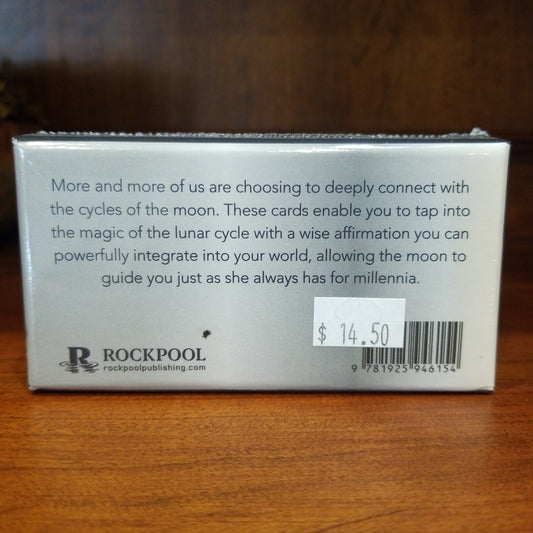 More and more of us are choosing to deeply connect with
the cycles of the moon. These cards enable you to tap into
the magic of the lunar cycle with a wise affirmation you can
powerfully integrate into your world, allowing the moon to
guide you just as she always has for millennia.
$ 14.50
R ROCKPOOL
rockpoolpublishing.com
9 781925 946154